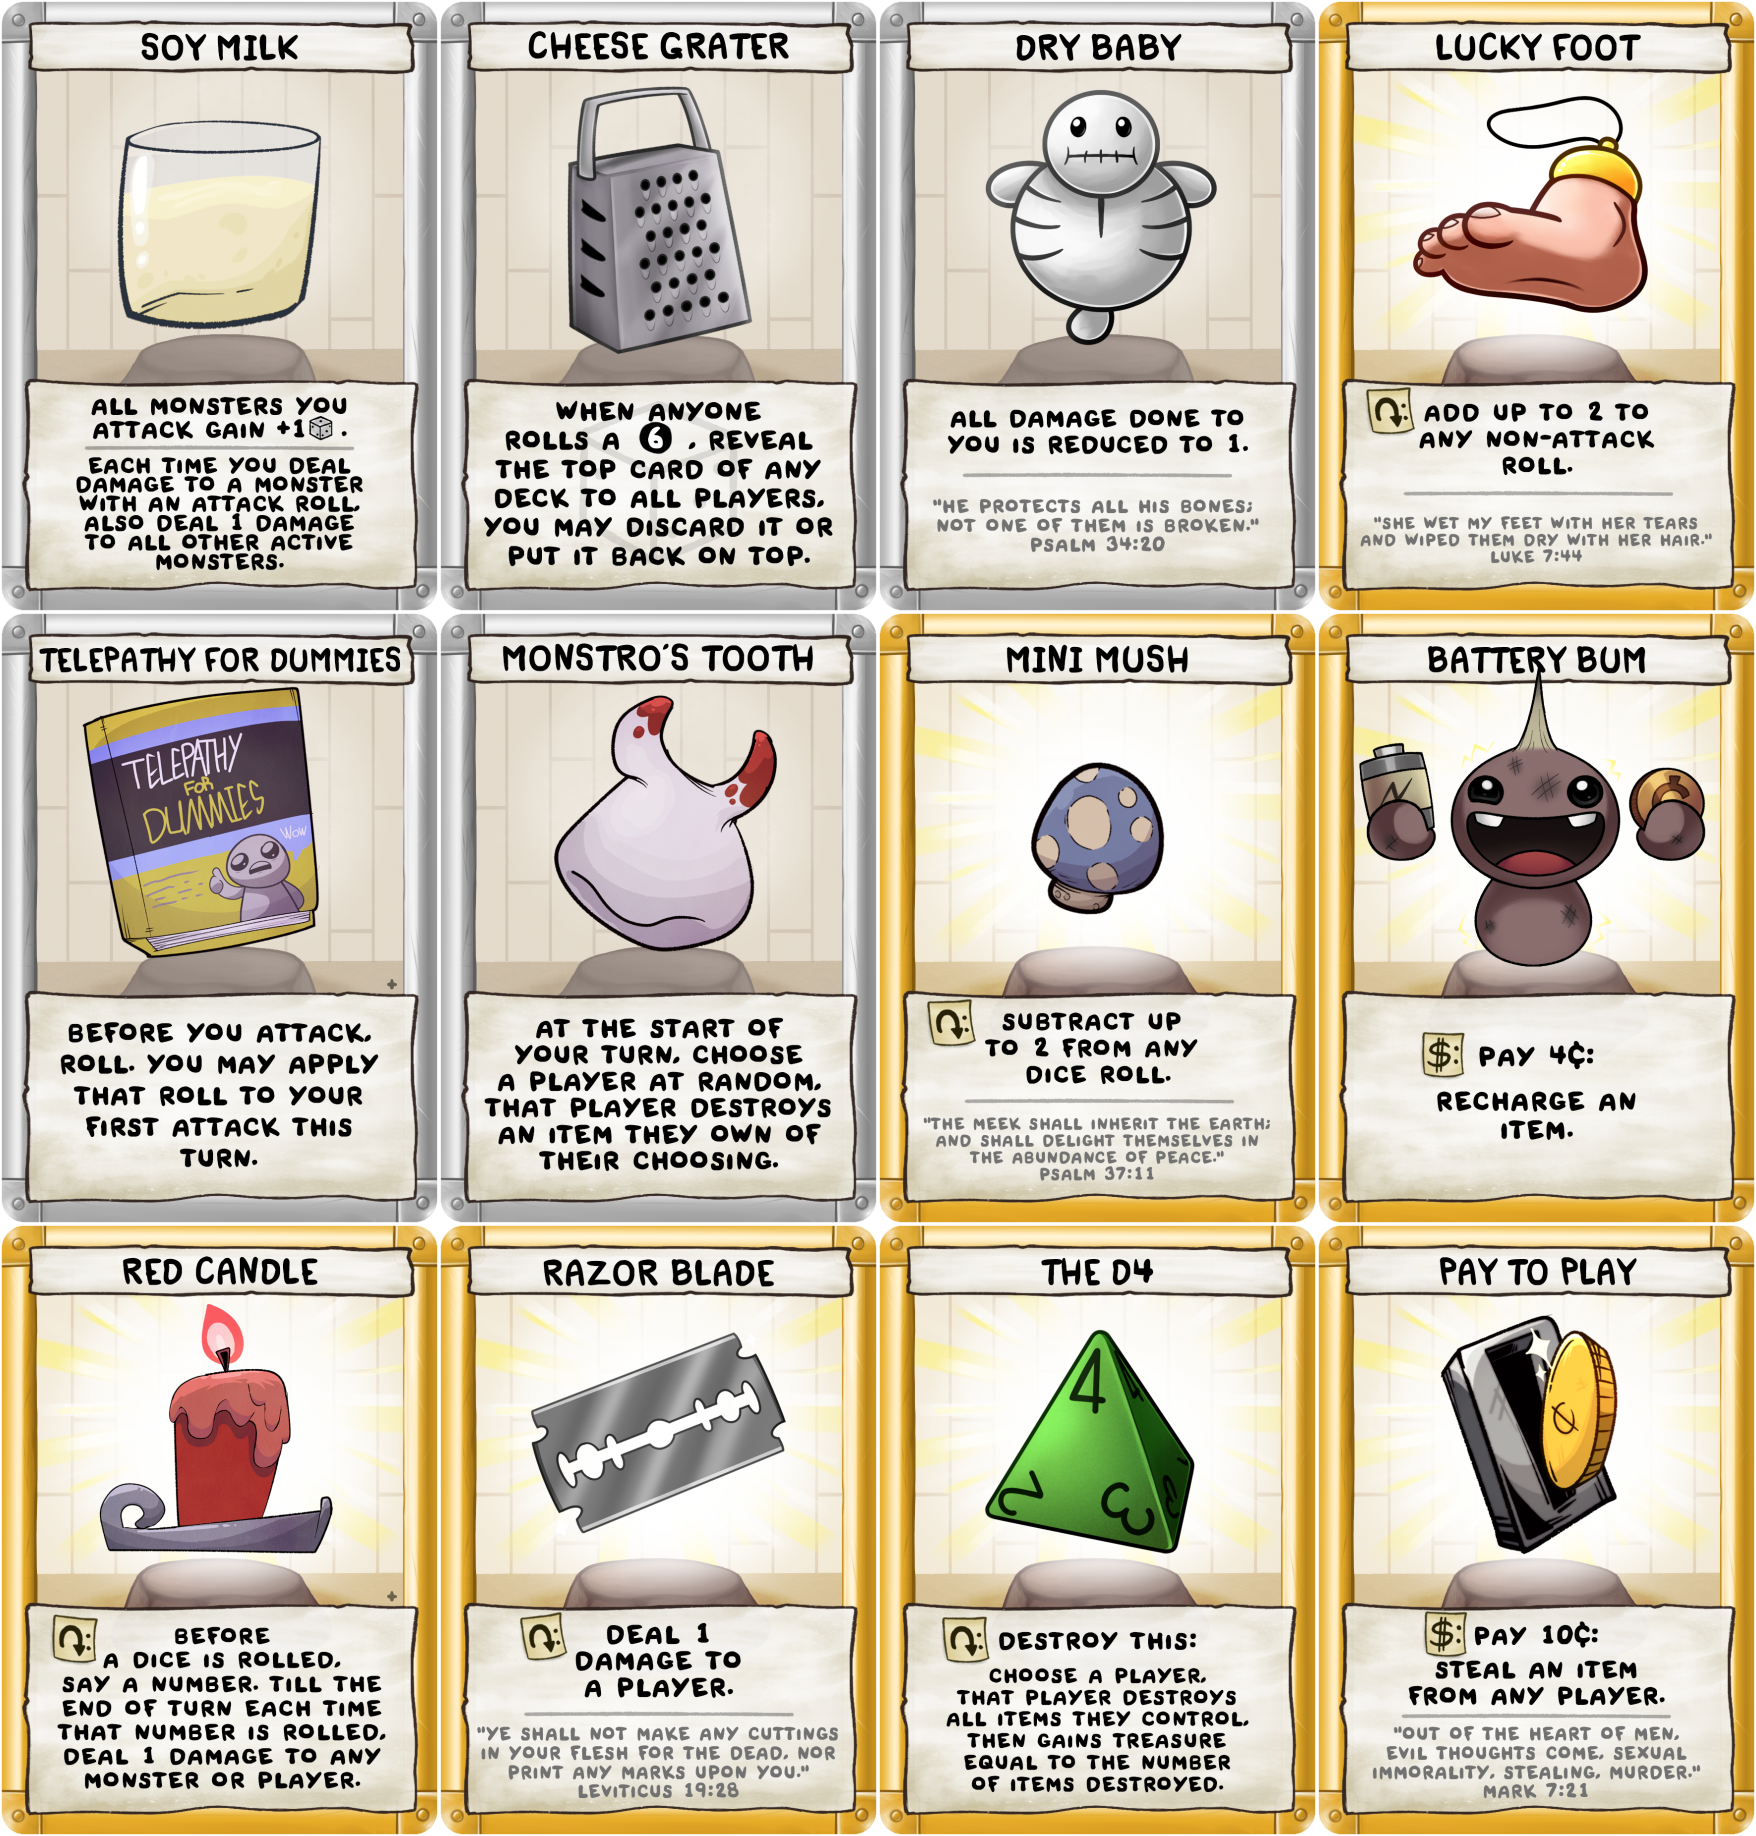 SOY MILK
ALL MONSTERS YOU
ATTACK GAIN +1 .
EACH TIME YOU DEAL
DAMAGE TO A MONSTER
WITH AN ATTACK ROLL,
ALSO DEAL 1 DAMAGE
TO ALL OTHER ACTIVE
MONSTERS.
CHEESE GRATER
WHEN ANYONE
ROLLS A 6 , REVEAL
THE TOP CARD OF ANY
DECK TO ALL PLAYERS,
YOU MAY DISCARD IT OR
PUT IT BACK ON TOP.
DRY BABY
ALL DAMAGE DONE TO
YOU IS REDUCED TO 1.
"HE PROTECTS ALL HIS BONES;
NOT ONE OF THEM IS BROKEN."
PSALM 34:20
LUCKY FOOT
ADD UP TO 2 TO
ANY NON-ATTACK
ROLL.
"SHE WET MY FEET WITH HER TEARS
AND WIPED THEM DRY WITH HER HAIR."
LUKE 7:44
TELEPATHY FOR DUMMIES
TELEPATHY
FOR
DUMMIES
WOW
BEFORE YOU ATTACK,
ROLL. YOU MAY APPLY
THAT ROLL TO YOUR
FIRST ATTACK THIS
TURN.
MONSTRO'S TOOTH
AT THE START OF
YOUR TURN, CHOOSE
A PLAYER AT RANDOM,
THAT PLAYER DESTROYS
AN ITEM THEY OWN OF
THEIR CHOOSING.
MINI MUSH
SUBTRACT UP
TO 2 FROM ANY
DICE ROLL.
"THE MEEK SHALL INHERIT THE EARTH;
AND SHALL DELIGHT THEMSELVES IN
THE ABUNDANCE OF PEACE."
PSALM 37:11
BATTERY BUM
$: PAY 4¢:
RECHARGE AN
ITEM.
RED CANDLE
BEFORE
A DICE IS ROLLED,
SAY A NUMBER. TILL THE
END OF TURN EACH TIME
THAT NUMBER IS ROLLED,
DEAL 1 DAMAGE TO ANY
MONSTER OR PLAYER.
RAZOR BLADE
DEAL 1
DAMAGE TO
A PLAYER.
"YE SHALL NOT MAKE ANY CUTTINGS
IN YOUR FLESH FOR THE DEAD, NOR
PRINT ANY MARKS UPON YOU."
LEVITICUS 19:28
THE D4
4
4
2
3
3
1
DESTROY THIS:
CHOOSE A PLAYER,
THAT PLAYER DESTROYS
ALL ITEMS THEY CONTROL,
THEN GAINS TREASURE
EQUAL TO THE NUMBER
OF ITEMS DESTROYED.
PAY TO PLAY
¢
$: PAY 10¢:
STEAL AN ITEM
FROM ANY PLAYER.
"OUT OF THE HEART OF MEN,
EVIL THOUGHTS COME, SEXUAL
IMMORALITY, STEALING, MURDER."
MARK 7:21